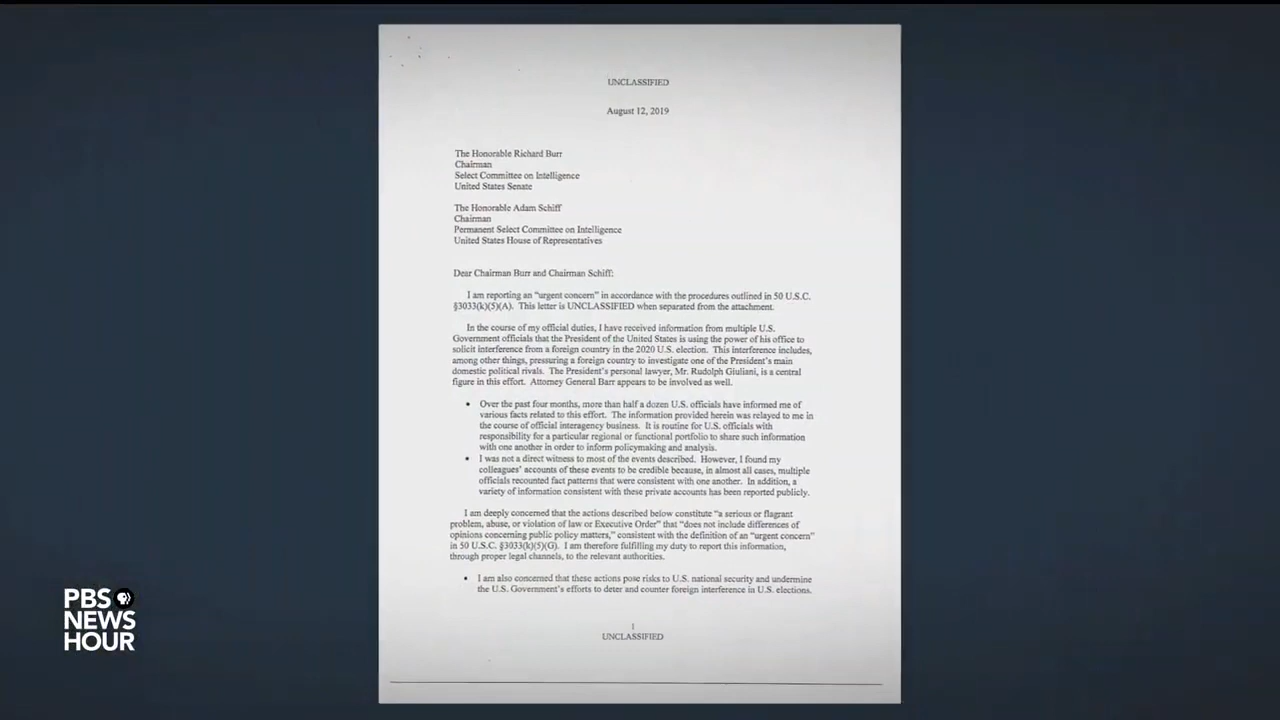 UNCLASSIFIED
August 12, 2019
The Honorable Richard Burr
Chairman
Select Committee on Intelligence
United States Senate
The Honorable Adam Schiff
Chairman
Permanent Select Committee on Intelligence
United States House of Representatives
Dear Chairman Burr and Chairman Schiff:
I am reporting an “urgent concern” in accordance with the procedures outlined in 50 U.S.C.
§3033(k)(5)(A). This letter is UNCLASSIFIED when separated from the attachment.
In the course of my official duties, I have received information from multiple U.S.
Government officials that the President of the United States is using the power of his office to
solicit interference from a foreign country in the 2020 U.S. election. This interference includes,
among other things, pressuring a foreign country to investigate one of the President’s main
domestic political rivals. The President’s personal lawyer, Mr. Rudolph Giuliani, is a central
figure in this effort. Attorney General Barr appears to be involved as well.
• Over the past four months, more than half a dozen U.S. officials have informed me of
various facts related to this effort. The information provided herein was relayed to me in
the course of official interagency business. It is routine for U.S. officials with
responsibility for a particular regional or functional portfolio to share such information
with one another in order to inform policymaking and analysis.
• I was not a direct witness to most of the events described. However, I found my
colleagues’ accounts of these events to be credible because, in almost all cases, multiple
officials recounted fact patterns that were consistent with one another. In addition, a
variety of information consistent with these private accounts has been reported publicly.
I am deeply concerned that the actions described below constitute “a serious or flagrant
problem, abuse, or violation of law or Executive Order” that “does not include differences of
opinions concerning public policy matters,” consistent with the definition of an “urgent concern”
in 50 U.S.C. §3033(k)(5)(G). I am therefore fulfilling my duty to report this information,
through proper legal channels, to the relevant authorities.
• I am also concerned that these actions pose risks to U.S. national security and undermine
the U.S. Government’s efforts to deter and counter foreign interference in U.S. elections.
1
UNCLASSIFIED
PBS
NEWS
HOUR